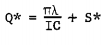 Q* = πλ/IC + S*